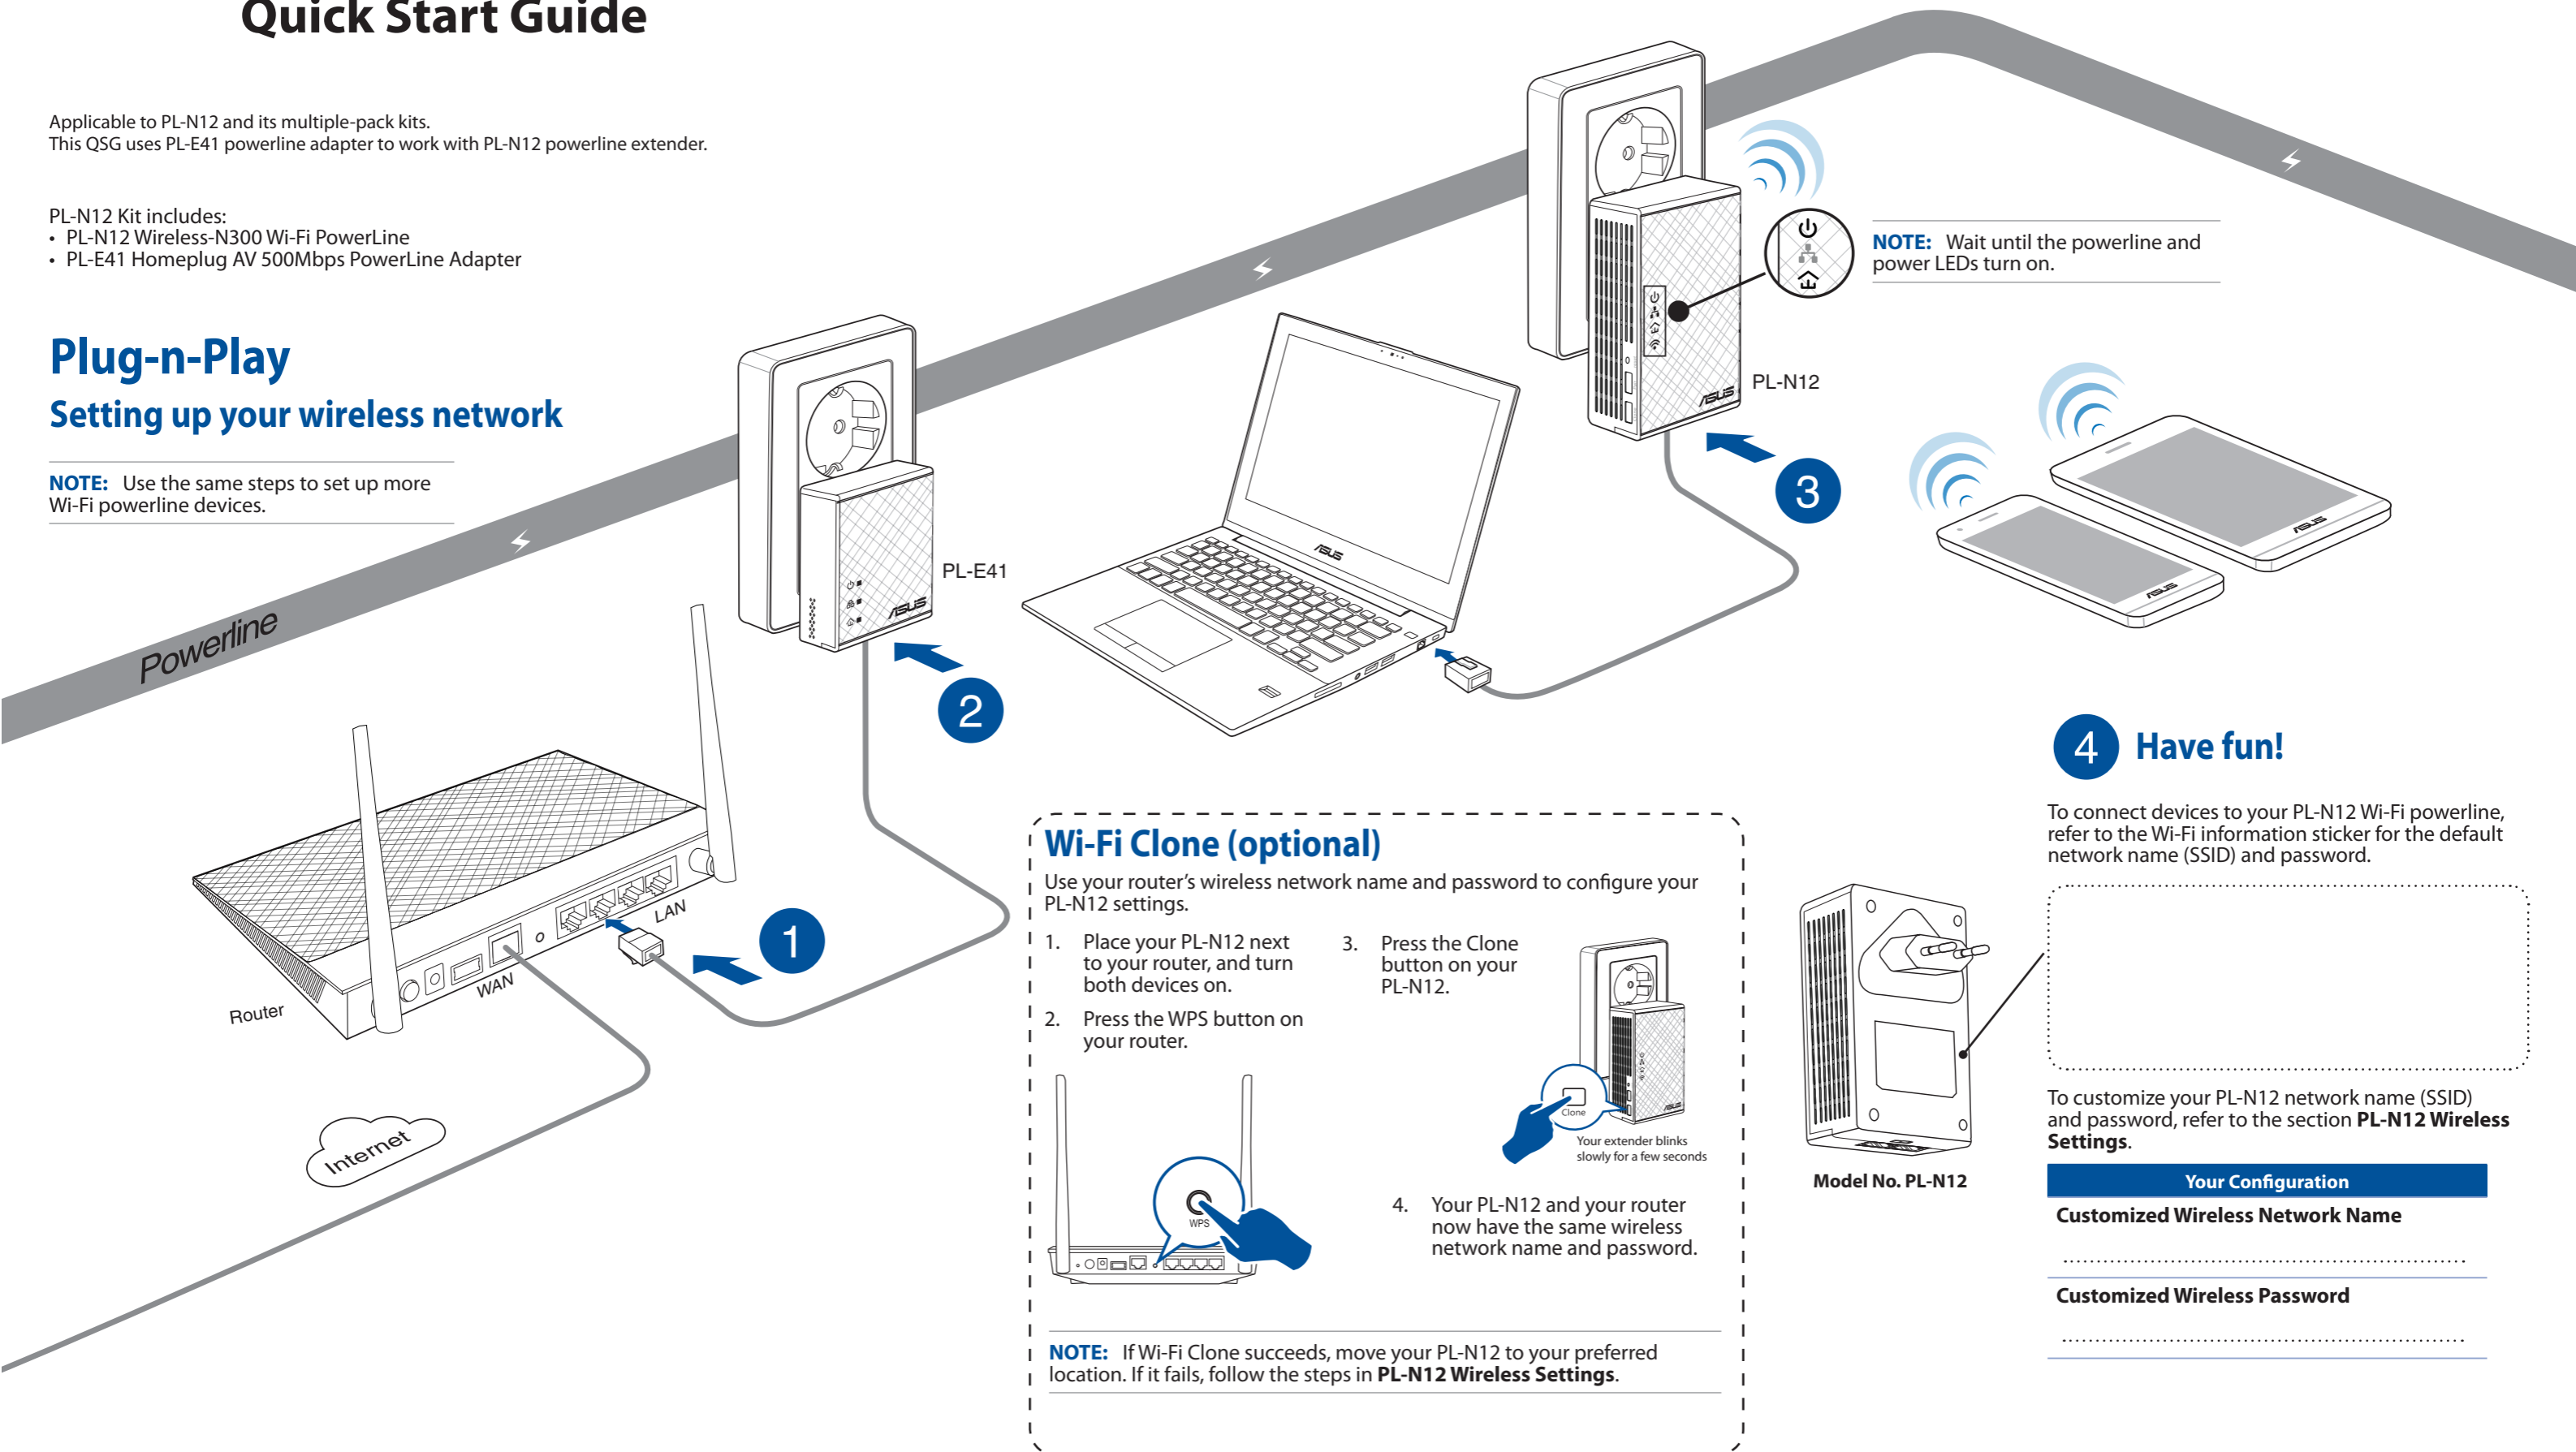 Quick Start Guide
Applicable to PL-N12 and its multiple-pack kits.
This QSG uses PL-E41 powerline adapter to work with PL-N12 powerline extender.
PL-N12 Kit includes:
• PL-N12 Wireless-N300 Wi-Fi PowerLine
• PL-E41 Homeplug AV 500Mbps PowerLine Adapter
Plug-n-Play
Setting up your wireless network
NOTE: Use the same steps to set up more
Wi-Fi powerline devices.
Powerline
Router
WAN
LAN
Internet
1
ASUS
PL-E41
2
ASUS
ASUS
PL-N12
3
NOTE: Wait until the powerline and
power LEDs turn on.
ASUS
ASUS
Wi-Fi Clone (optional)
Use your router's wireless network name and password to configure your
PL-N12 settings.
1. Place your PL-N12 next
to your router, and turn
both devices on.
2. Press the WPS button on
your router.
WPS
3. Press the Clone
button on your
PL-N12.
Clone
ASUS
Your extender blinks
slowly for a few seconds
4. Your PL-N12 and your router
now have the same wireless
network name and password.
NOTE: If Wi-Fi Clone succeeds, move your PL-N12 to your preferred
location. If it fails, follow the steps in PL-N12 Wireless Settings.
4 Have fun!
To connect devices to your PL-N12 Wi-Fi powerline,
refer to the Wi-Fi information sticker for the default
network name (SSID) and password.
Model No. PL-N12
To customize your PL-N12 network name (SSID)
and password, refer to the section PL-N12 Wireless
Settings.
Your Configuration
Customized Wireless Network Name
Customized Wireless Password